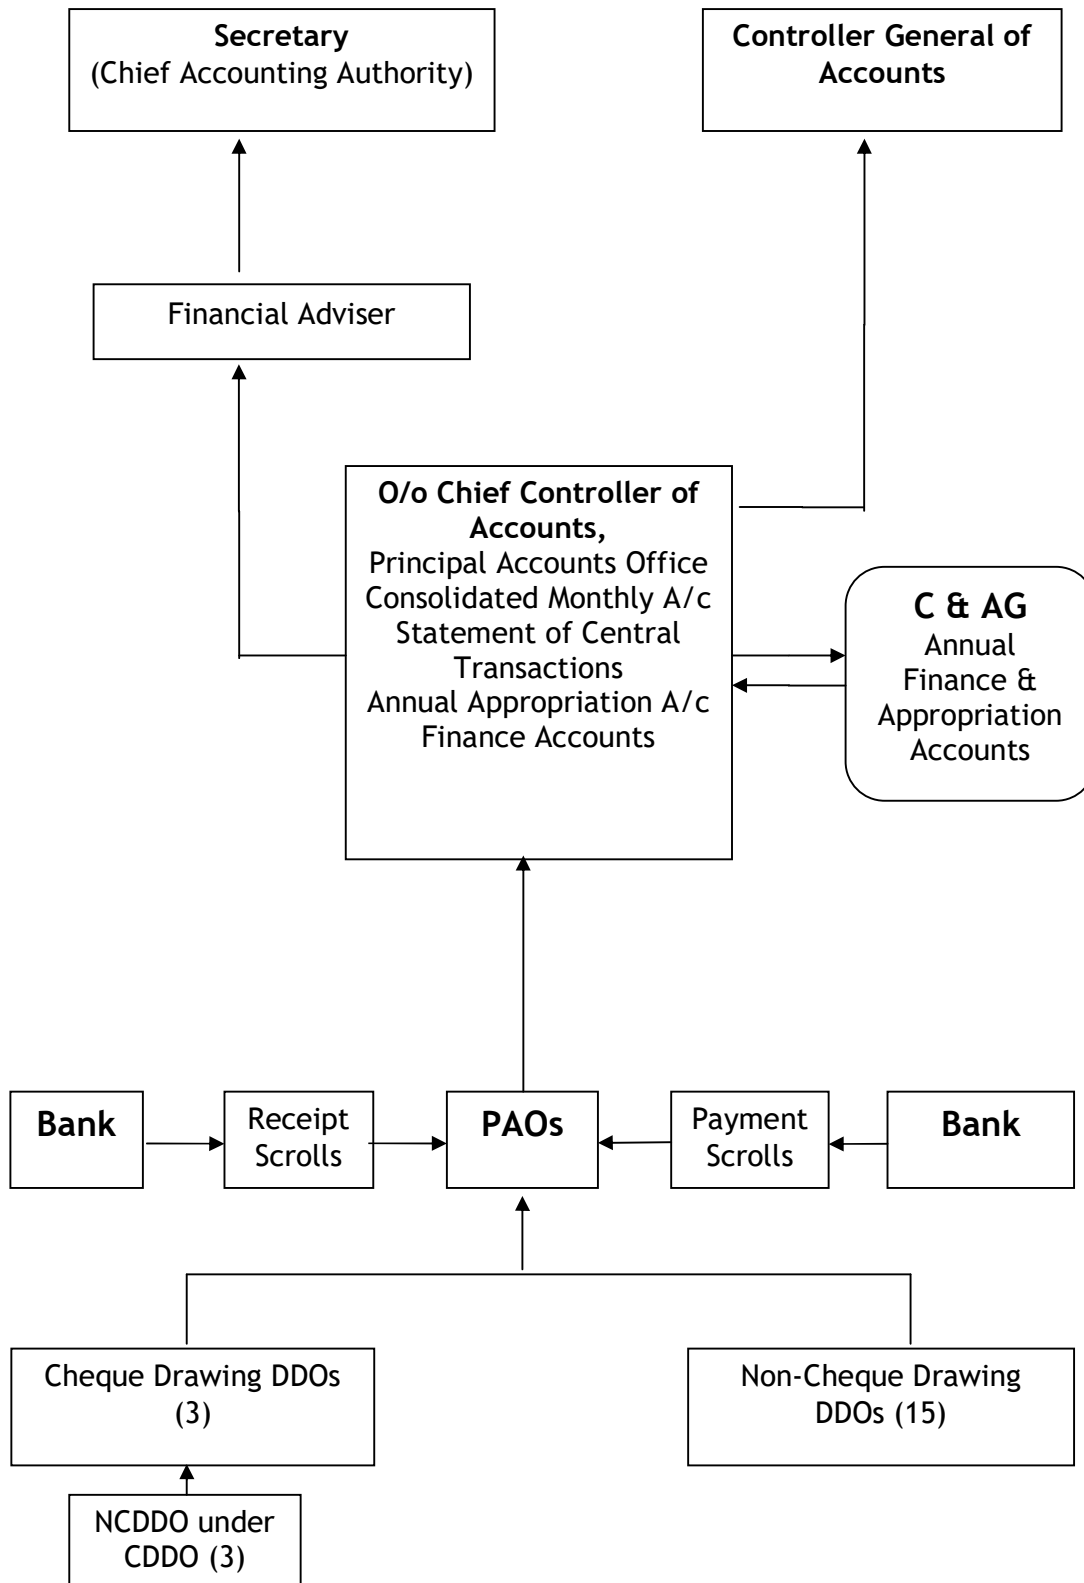 Secretary
(Chief Accounting Authority)
Controller General of
Accounts
Financial Adviser
O/o Chief Controller of
Accounts,
Principal Accounts Office
Consolidated Monthly A/c
Statement of Central
Transactions
Annual Appropriation A/c
Finance Accounts
C & AG
Annual
Finance &
Appropriation
Accounts
Bank
Receipt
Scrolls
PAOs
Payment
Scrolls
Bank
Cheque Drawing DDOs
(3)
Non-Cheque Drawing
DDOs (15)
NCDDO under
CDDO (3)